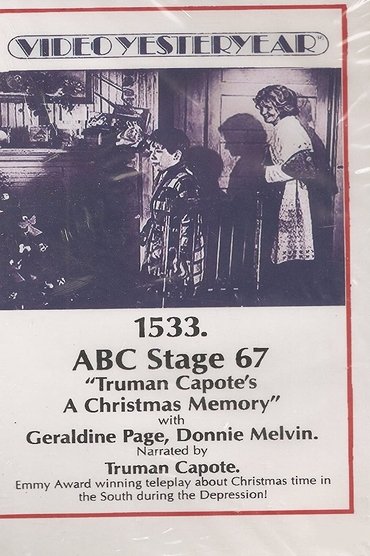 VIDEO YESTERYEAR
1533.
ABC Stage 67
"Truman Capote's
A Christmas Memory"
with
Geraldine Page, Donnie Melvin.
Narrated by
Truman Capote.
Emmy Award winning teleplay about Christmas time in
the South during the Depression!